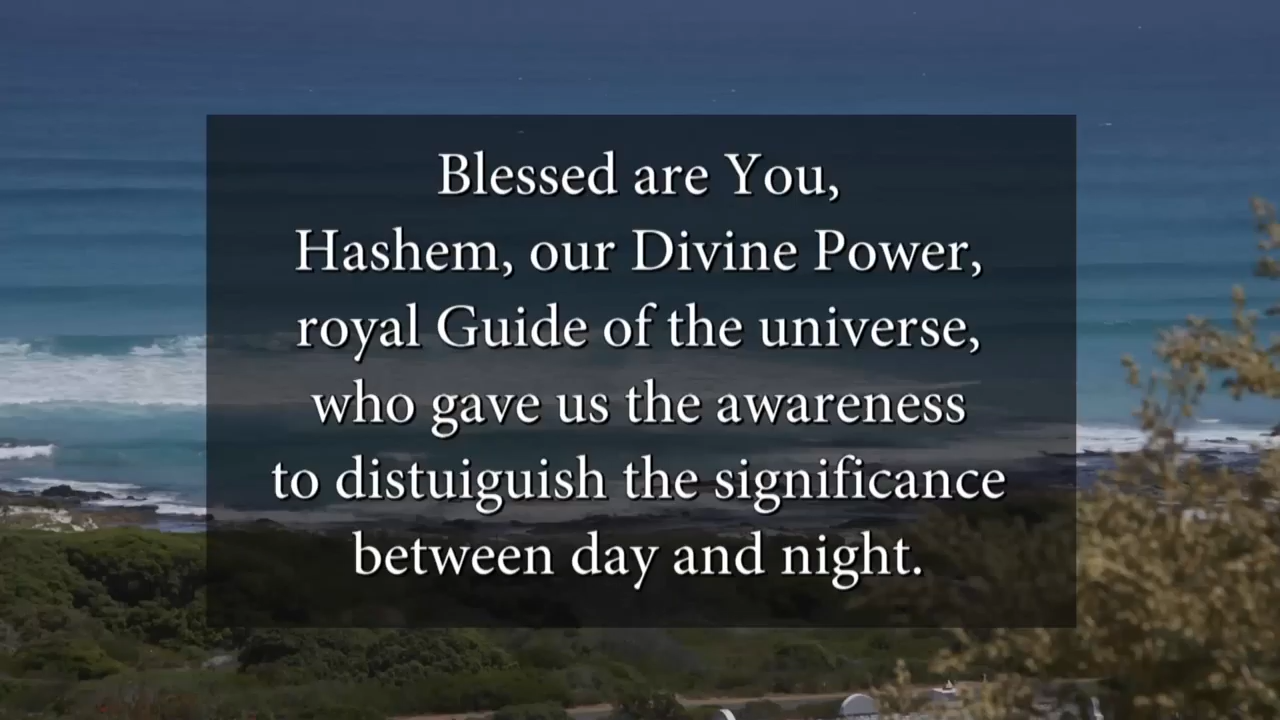 Blessed are You,
Hashem, our Divine Power,
royal Guide of the universe,
who gave us the awareness
to distuiguish the significance
between day and night.